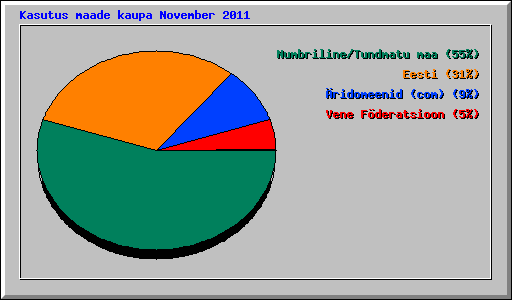 Kasutus maade kaupa November 2011
Numbriline/Tundmatu maa (55%)
Eesti (31%)
Äridomeenid (com) (9%)
Vene Föderatsioon (5%)